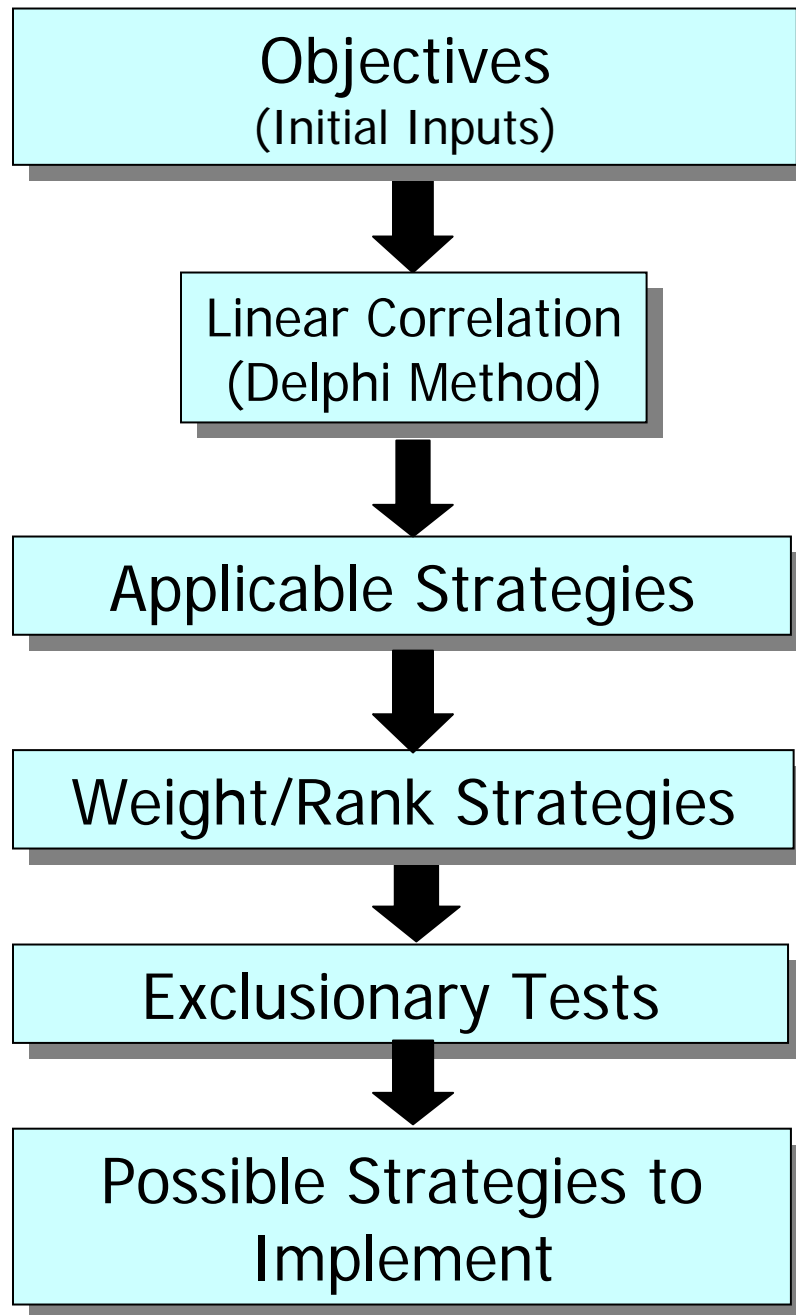 Objectives
(Initial Inputs)
Linear Correlation
(Delphi Method)
Applicable Strategies
Weight/Rank Strategies
Exclusionary Tests
Possible Strategies to
Implement